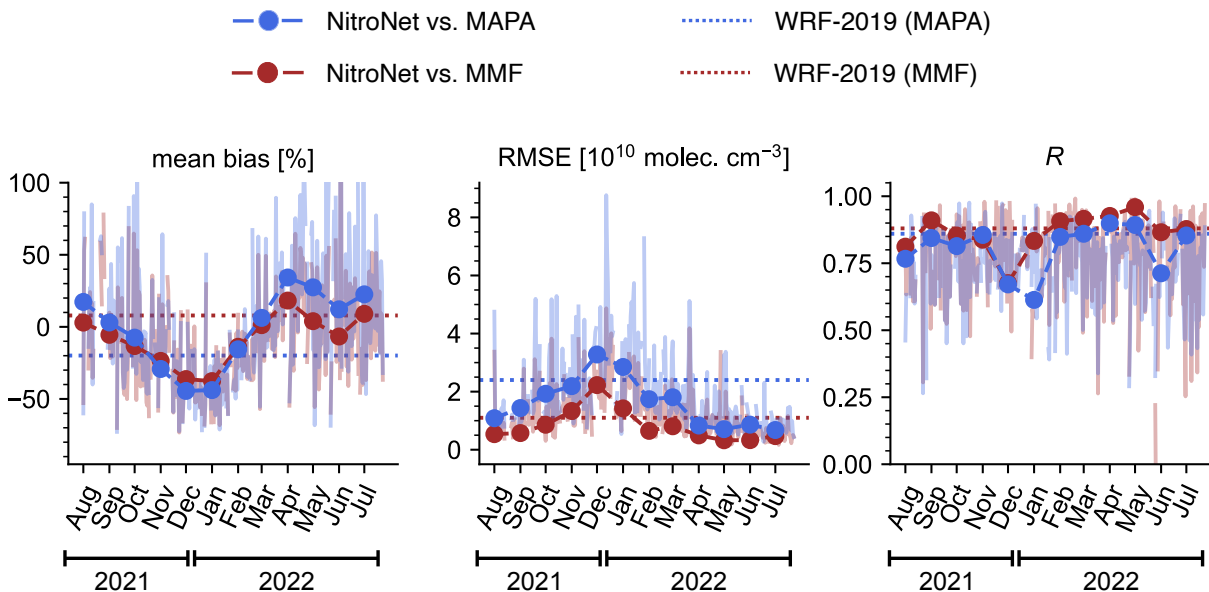 NitroNet vs. MAPA WRF-2019 (MAPA)
NitroNet vs. MMF WRF-2019 (MMF)
mean bias [%]
100
50
0
−50
Aug Sep Oct Nov Dec Jan Feb Mar Apr May Jun Jul
2021 2022
RMSE [10¹⁰ molec. cm⁻³]
8
6
4
2
0
Aug Sep Oct Nov Dec Jan Feb Mar Apr May Jun Jul
2021 2022
R
1.00
0.75
0.50
0.25
0.00
Aug Sep Oct Nov Dec Jan Feb Mar Apr May Jun Jul
2021 2022